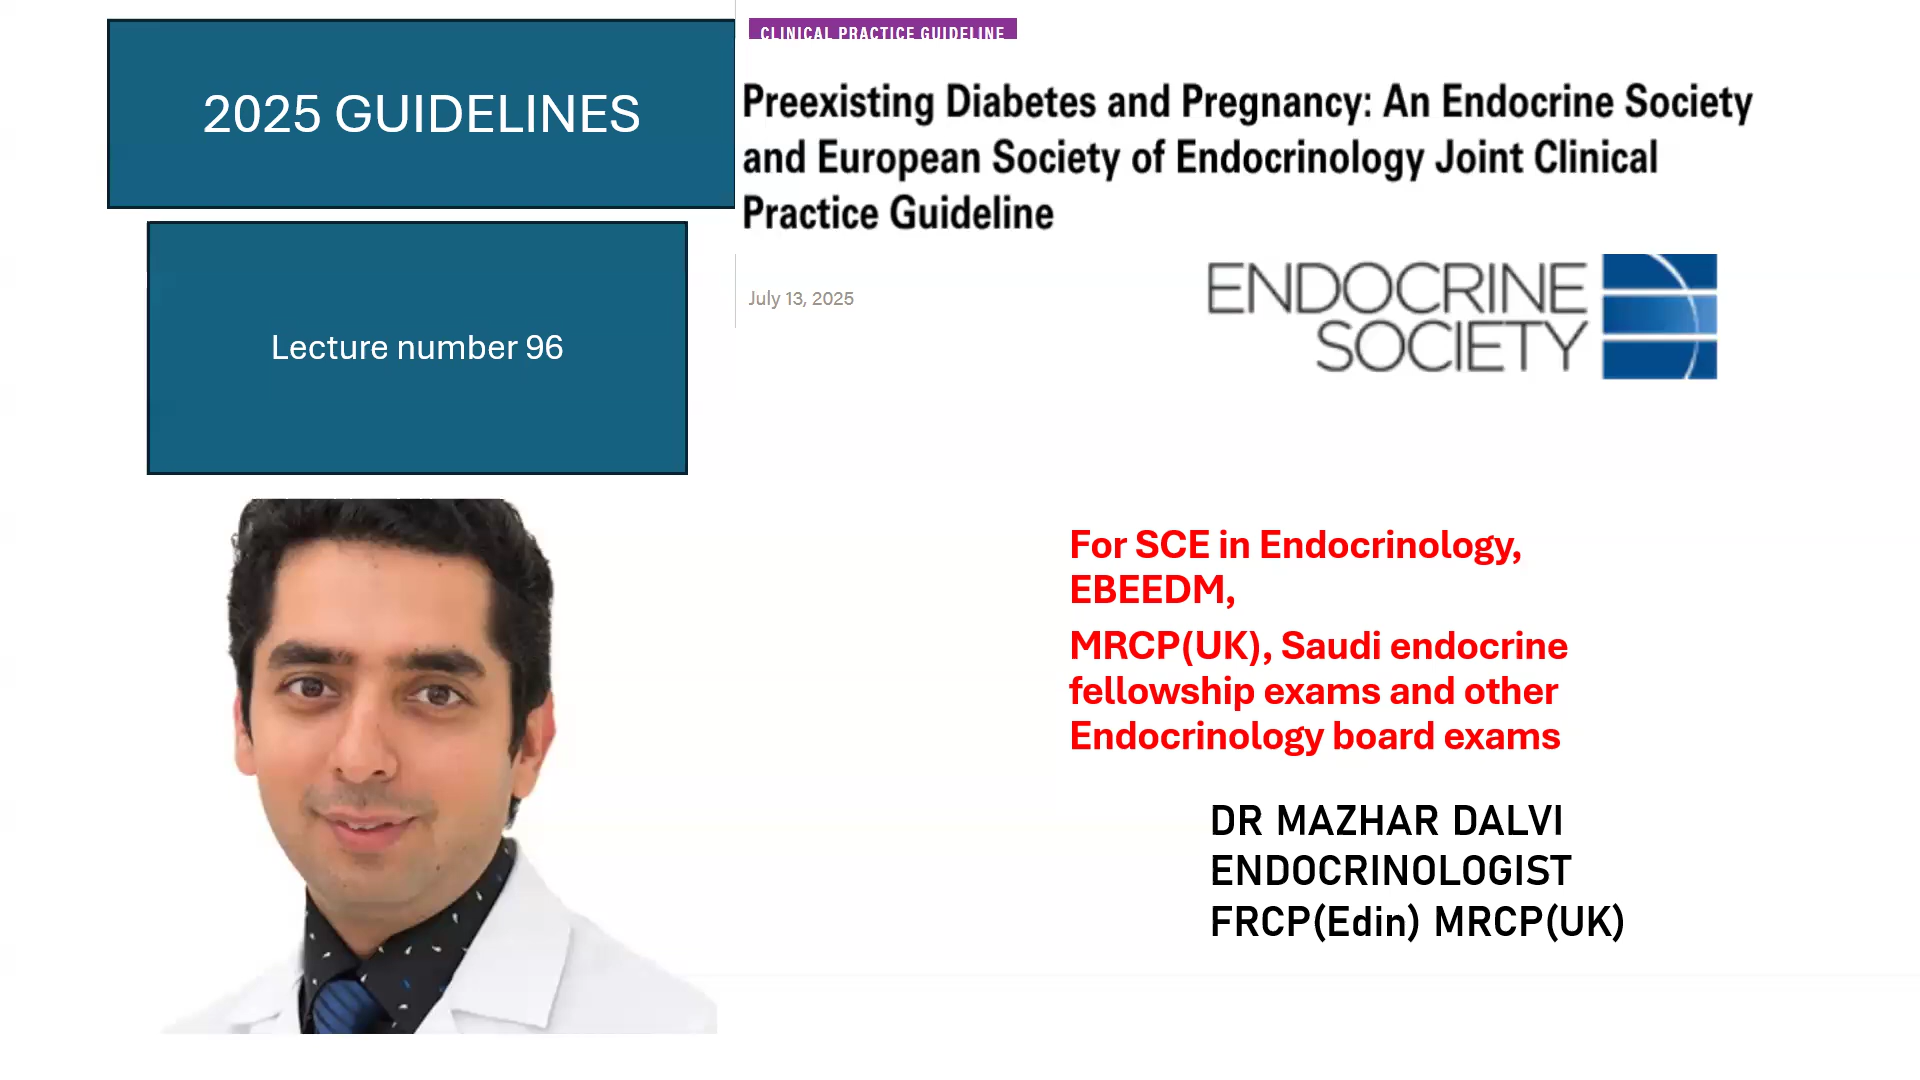 2025 GUIDELINES
Lecture number 96
CLINICAL PRACTICE GUIDELINE
Preexisting Diabetes and Pregnancy: An Endocrine Society
and European Society of Endocrinology Joint Clinical
Practice Guideline
July 13, 2025
ENDOCRINE
SOCIETY
For SCE in Endocrinology,
EBEEDM,
MRCP(UK), Saudi endocrine
fellowship exams and other
Endocrinology board exams
DR MAZHAR DALVI
ENDOCRINOLOGIST
FRCP(Edin) MRCP(UK)